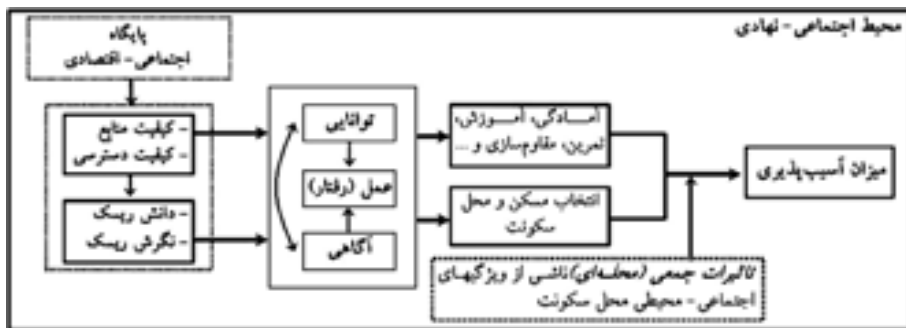 محیط اجتماعی - نهادی
پایگاه
اجتماعی - اقتصادی
- کیفیت منابع
- کیفیت دسترسی
- دانش ریسک
- نگرش ریسک
توانایی
عمل (رفتار)
آگاهی
آمادگی، آموزش،
تمرین، مقاوم‌سازی و ...
انتخاب مسکن و محل
سکونت
میزان آسیب‌پذیری
تاثیرات جمعی (محله‌ای) ناشی از ویژگیهای
اجتماعی - محیطی محل سکونت